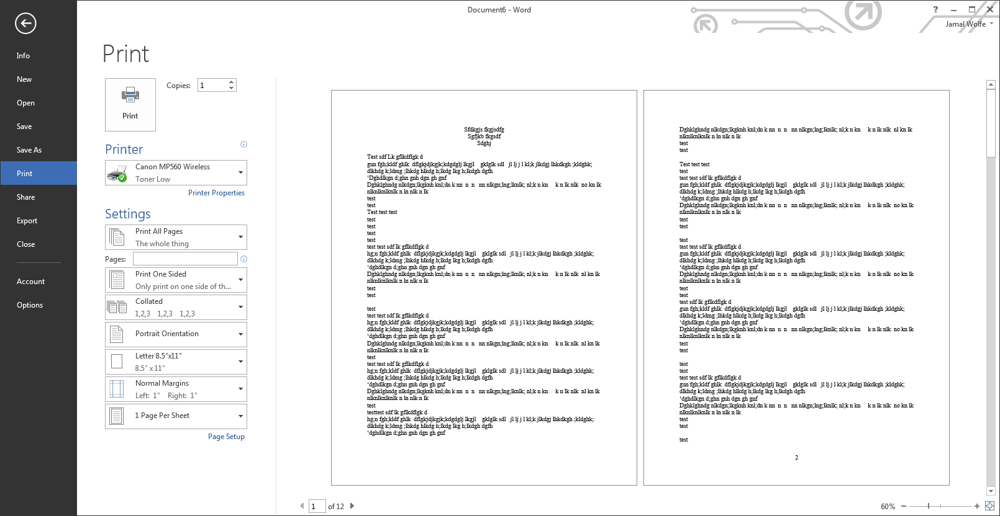 Document6 - Word
?
Jamal Wolfe
Info
New
Open
Save
Save As
Print
Share
Export
Close
Account
Options
Print
Print
Copies:
1
Printer
Canon MP560 Wireless
Toner Low
Printer Properties
Settings
Print All Pages
The whole thing
Pages:
Print One Sided
Only print on one side of th...
Collated
1,2,3 1,2,3 1,2,3
Portrait Orientation
Letter 8.5"x11"
8.5" x 11"
Normal Margins
Left: 1" Right: 1"
1 Page Per Sheet
Page Setup
Sfdkgjs fkgjsdfg
Sgfjkb fkgsdf
Sdghj
Test sdf Lk gflkdflgk d
gun fgh;kldf ghlk dflgkjdjkgjk;kdgdglj lkgjl gklglk sdl jl lj j l kl;k jlkdgj lhkdkgh ;kldghk;
dlkhdg k;ldmg ;lhkdg hlkdg h;lkdg lkg h;lkdgh dgfh
‘Dghdlkgn d;ghn gnh dgn gh gnf
Dghklghndg nlkdgn;lkgknh knl;dn k nn n n nn nlkgn;lng;lknlk; nl;k n kn k n lk nlk no kn lk
nlknlknlknlk n ln nlk n lk
test
test
Test test test
test
test
test
test
test test sdf lk gflkdflgk d
hg;n fgh;kldf ghlk dflgkjdjkgjk;kdgdglj lkgjl gklglk sdl jl lj j l kl;k jlkdgj lhkdkgh ;kldghk;
dlkhdg k;ldmg ;lhkdg hlkdg h;lkdg lkg h;lkdgh dgfh
‘dghdlkgn d;ghn gnh dgn gh gnf
Dghklghndg nlkdgn;lkgknh knl;dn k nn n n nn nlkgn;lng;lknlk; nl;k n kn k n lk nlk nl kn lk
nlknlknlknlk n ln nlk n lk
test
test
test
test test sdf lk gflkdflgk d
hg;n fgh;kldf ghlk dflgkjdjkgjk;kdgdglj lkgjl gklglk sdl jl lj j l kl;k jlkdgj lhkdkgh ;kldghk;
dlkhdg k;ldmg ;lhkdg hlkdg h;lkdg lkg h;lkdgh dgfh
‘dghdlkgn d;ghn gnh dgn gh gnf
Dghklghndg nlkdgn;lkgknh knl;dn k nn n n nn nlkgn;lng;lknlk; nl;k n kn k n lk nlk nl kn lk
nlknlknlknlk n ln nlk n lk
test
test test sdf lk gflkdflgk d
hg;n fgh;kldf ghlk dflgkjdjkgjk;kdgdglj lkgjl gklglk sdl jl lj j l kl;k jlkdgj lhkdkgh ;kldghk;
dlkhdg k;ldmg ;lhkdg hlkdg h;lkdg lkg h;lkdgh dgfh
‘dghdlkgn d;ghn gnh dgn gh gnf
Dghklghndg nlkdgn;lkgknh knl;dn k nn n n nn nlkgn;lng;lknlk; nl;k n kn k n lk nlk nl kn lk
nlknlknlknlk n ln nlk n lk
test
testtest sdf lk gflkdflgk d
hg;n fgh;kldf ghlk dflgkjdjkgjk;kdgdglj lkgjl gklglk sdl jl lj j l kl;k jlkdgj lhkdkgh ;kldghk;
dlkhdg k;ldmg ;lhkdg hlkdg h;lkdg lkg h;lkdgh dgfh
‘dghdlkgn d;ghn gnh dgn gh gnf
Dghklghndg nlkdgn;lkgknh knl;dn k nn n n nn nlkgn;lng;lknlk; nl;k n kn k n lk nlk nl kn lk
nlknlknlknlk n ln nlk n lk
test
test
Test test test
test
test test sdf lk gflkdflgk d
gun fgh;kldf ghlk dflgkjdjkgjk;kdgdglj lkgjl gklglk sdl jl lj j l kl;k jlkdgj lhkdkgh ;kldghk;
dlkhdg k;ldmg ;lhkdg hlkdg h;lkdg lkg h;lkdgh dgfh
‘dghdlkgn d;ghn gnh dgn gh gnf
Dghklghndg nlkdgn;lkgknh knl;dn k nn n n nn nlkgn;lng;lknlk; nl;k n kn k n lk nlk no kn lk
nlknlknlknlk n ln nlk n lk
test
test
test
test test sdf lk gflkdflgk d
gun fgh;kldf ghlk dflgkjdjkgjk;kdgdglj lkgjl gklglk sdl jl lj j l kl;k jlkdgj lhkdkgh ;kldghk;
dlkhdg k;ldmg ;lhkdg hlkdg h;lkdg lkg h;lkdgh dgfh
‘dghdlkgn d;ghn gnh dgn gh gnf
Dghklghndg nlkdgn;lkgknh knl;dn k nn n n nn nlkgn;lng;lknlk; nl;k n kn k n lk nlk no kn lk
nlknlknlknlk n ln nlk n lk
test
test
test sdf lk gflkdflgk d
gun fgh;kldf ghlk dflgkjdjkgjk;kdgdglj lkgjl gklglk sdl jl lj j l kl;k jlkdgj lhkdkgh ;kldghk;
dlkhdg k;ldmg ;lhkdg hlkdg h;lkdg lkg h;lkdgh dgfh
‘dghdlkgn d;ghn gnh dgn gh gnf
Dghklghndg nlkdgn;lkgknh knl;dn k nn n n nn nlkgn;lng;lknlk; nl;k n kn k n lk nlk no kn lk
nlknlknlknlk n ln nlk n lk
test
test
test
test
test test sdf lk gflkdflgk d
gun fgh;kldf ghlk dflgkjdjkgjk;kdgdglj lkgjl gklglk sdl jl lj j l kl;k jlkdgj lhkdkgh ;kldghk;
dlkhdg k;ldmg ;lhkdg hlkdg h;lkdg lkg h;lkdgh dgfh
‘dghdlkgn d;ghn gnh dgn gh gnf
Dghklghndg nlkdgn;lkgknh knl;dn k nn n n nn nlkgn;lng;lknlk; nl;k n kn k n lk nlk no kn lk
nlknlknlknlk n ln nlk n lk
test
test
test
2
1 of 12
60%